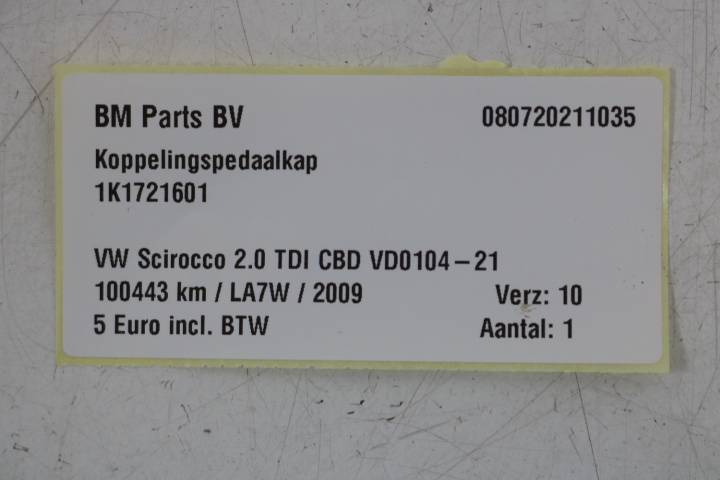 BM Parts BV 080720211035
Koppelingspedaalkap
1K1721601
VW Scirocco 2.0 TDI CBD VD0104-21
100443 km / LA7W / 2009 Verz: 10
5 Euro incl. BTW Aantal: 1